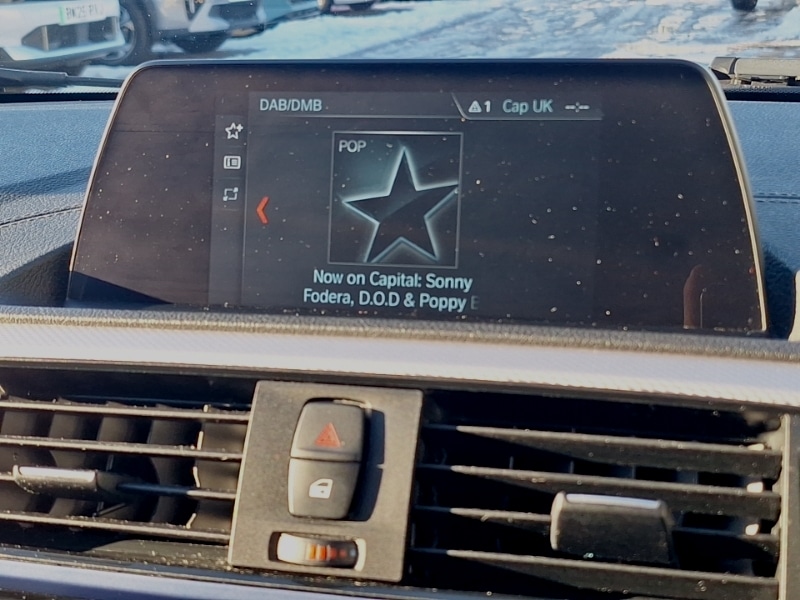 DAB/DMB
1 Cap UK --:--
POP
Now on Capital: Sonny
Fodera, D.O.D & Poppy